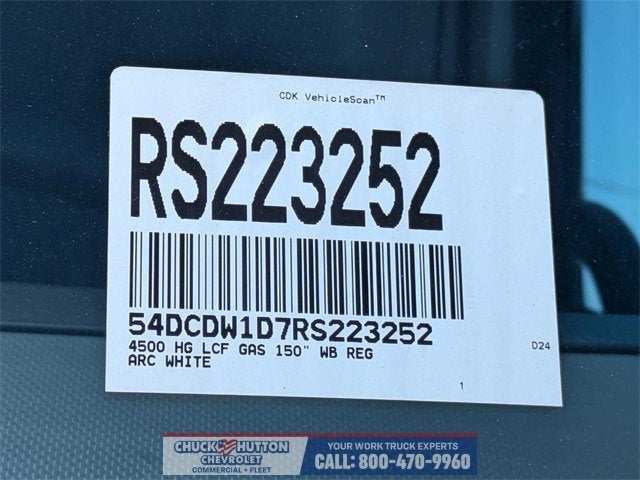 CDK VehicleScan™
RS223252
54DCDW1D7RS223252
4500 HG LCF GAS 150" WB REG
D24
ARC WHITE
1
CHUCK HUTTON
CHEVROLET
COMMERCIAL • FLEET
YOUR WORK TRUCK EXPERTS
CALL: 800-470-9960